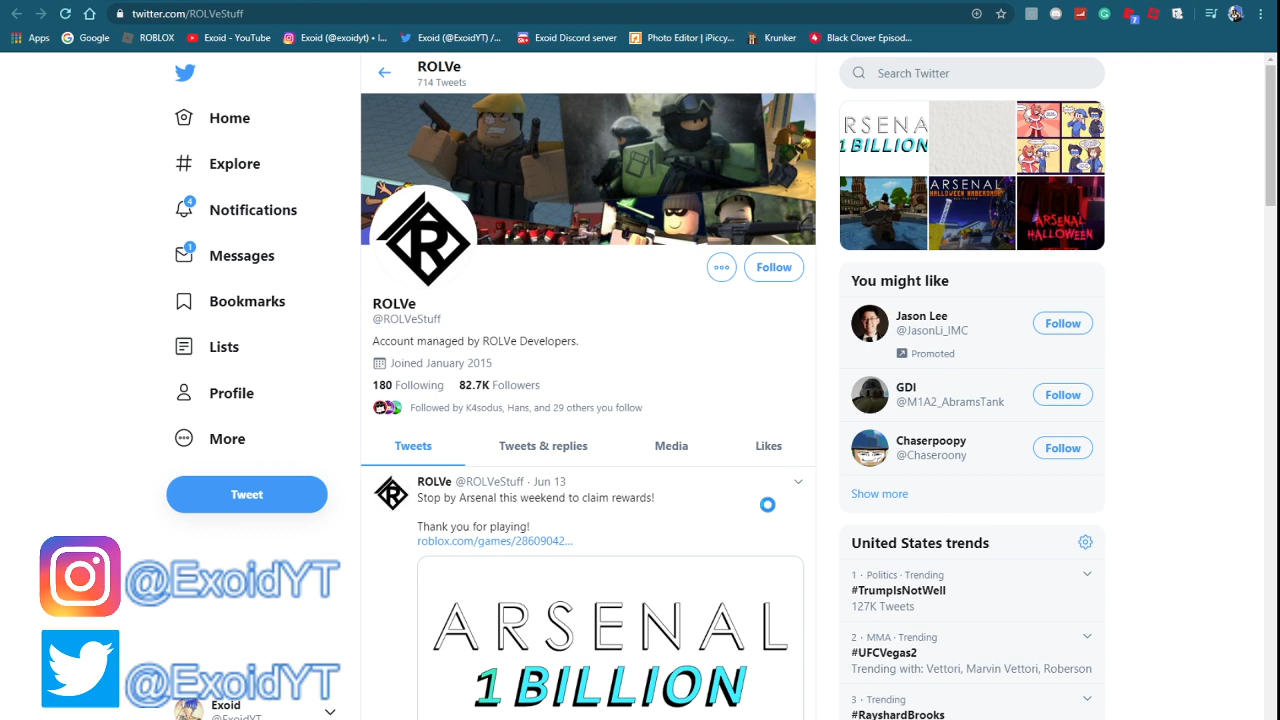 twitter.com/ROLVeStuff
7
Apps
Google
ROBLOX
Exoid - YouTube
Exoid (@exoidyt) • I...
Exoid (@ExoidYT) /...
Exoid Discord server
Photo Editor | iPiccy...
Krunker
Black Clover Episod...
Home
Explore
4
Notifications
1
Messages
Bookmarks
Lists
Profile
More
Tweet
@ExoidYT
@ExoidYT
Exoid
@ExoidYT
ROLVe
714 Tweets
Follow
ROLVe
@ROLVeStuff
Account managed by ROLVe Developers.
Joined January 2015
180 Following 82.7K Followers
Followed by K4sodus, Hans, and 29 others you follow
Tweets
Tweets & replies
Media
Likes
ROLVe @ROLVeStuff · Jun 13
Stop by Arsenal this weekend to claim rewards!
Thank you for playing!
roblox.com/games/28609042...
ARSENAL
1 BILLION
Search Twitter
RSENA
1 BILLION
ARSENAL
ARSENAL
HALLOWEEN
You might like
Jason Lee
@JasonLi_IMC
Promoted
Follow
GDI
@M1A2_AbramsTank
Follow
Chaserpoopy
@Chaseroony
Follow
Show more
United States trends
1 · Politics · Trending
#TrumpIsNotWell
127K Tweets
2 · MMA · Trending
#UFCVegas2
Trending with: Vettori, Marvin Vettori, Roberson
3 · Trending
#RayshardBrooks